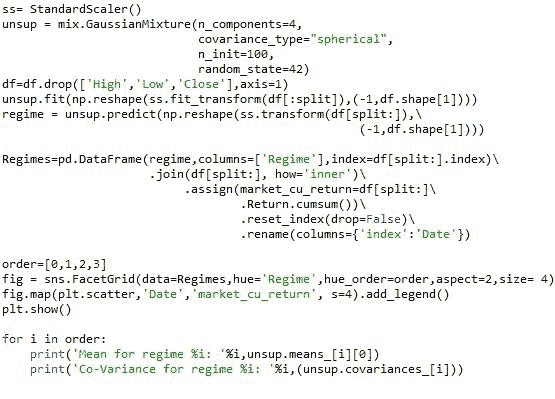 ss= StandardScaler()
unsup = mix.GaussianMixture(n_components=4,
                            covariance_type="spherical",
                            n_init=100,
                            random_state=42)
df=df.drop(['High','Low','Close'],axis=1)
unsup.fit(np.reshape(ss.fit_transform(df[:split]),(-1,df.shape[1])))
regime = unsup.predict(np.reshape(ss.transform(df[split:]),\
                                                   (-1,df.shape[1])))

Regimes=pd.DataFrame(regime,columns=['Regime'],index=df[split:].index)\
                     .join(df[split:], how='inner')\
                          .assign(market_cu_return=df[split:]\
                                  .Return.cumsum())\
                                  .reset_index(drop=False)\
                                  .rename(columns={'index':'Date'})

order=[0,1,2,3]
fig = sns.FacetGrid(data=Regimes,hue='Regime',hue_order=order,aspect=2,size= 4)
fig.map(plt.scatter,'Date','market_cu_return', s=4).add_legend()
plt.show()

for i in order:
    print('Mean for regime %i: '%i,unsup.means_[i][0])
    print('Co-Variance for regime %i: '%i,(unsup.covariances_[i]))